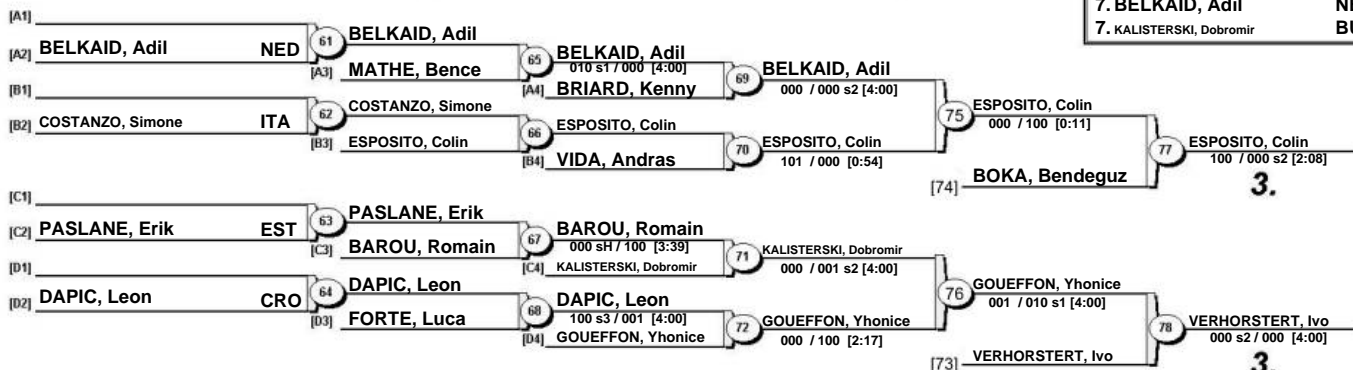 7. BELKAID, Adil NE
7. KALISTERSKI, Dobromir BU
[A1]
[A2] BELKAID, Adil NED 61 BELKAID, Adil
[A3] MATHE, Bence 65 BELKAID, Adil
010 s1 / 000 [4:00]
[A4] BRIARD, Kenny 69 BELKAID, Adil
000 / 000 s2 [4:00]
[B1]
[B2] COSTANZO, Simone ITA 62 COSTANZO, Simone
[B3] ESPOSITO, Colin 66 ESPOSITO, Colin
[B4] VIDA, Andras 70 ESPOSITO, Colin
101 / 000 [0:54]
75 ESPOSITO, Colin
000 / 100 [0:11]
[74] BOKA, Bendeguz 77 ESPOSITO, Colin
100 / 000 s2 [2:08]
3.
[C1]
[C2] PASLANE, Erik EST 63 PASLANE, Erik
[C3] BAROU, Romain 67 BAROU, Romain
000 sH / 100 [3:39]
[C4] KALISTERSKI, Dobromir 71 KALISTERSKI, Dobromir
000 / 001 s2 [4:00]
[D1]
[D2] DAPIC, Leon CRO 64 DAPIC, Leon
[D3] FORTE, Luca 68 DAPIC, Leon
100 s3 / 001 [4:00]
[D4] GOUEFFON, Yhonice 72 GOUEFFON, Yhonice
000 / 100 [2:17]
76 GOUEFFON, Yhonice
001 / 010 s1 [4:00]
[73] VERHORSTERT, Ivo 78 VERHORSTERT, Ivo
000 s2 / 000 [4:00]
3.